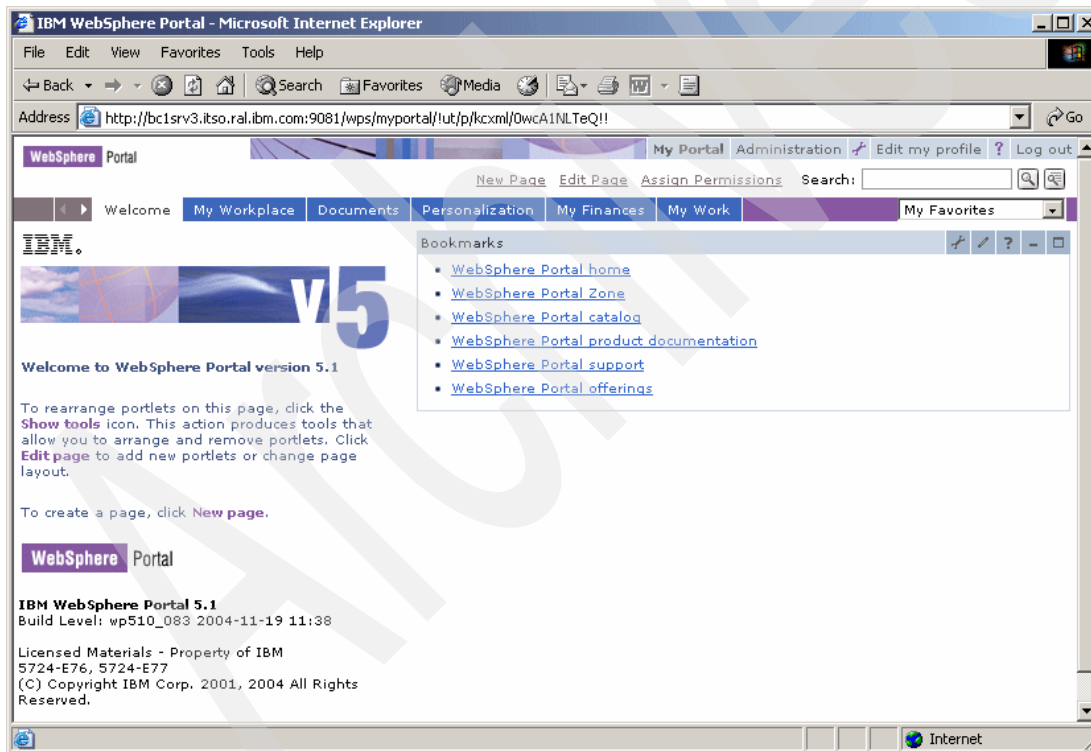 IBM WebSphere Portal - Microsoft Internet Explorer
File Edit View Favorites Tools Help
Back Search Favorites Media
Address http://bc1srv3.itso.ral.ibm.com:9081/wps/myportal/!ut/p/kcxml/0wcA1NLTeQ!! Go
WebSphere Portal My Portal Administration Edit my profile ? Log out
New Page Edit Page Assign Permissions Search:
Welcome My Workplace Documents Personalization My Finances My Work My Favorites
IBM. Bookmarks ?
WebSphere Portal home
WebSphere Portal Zone
WebSphere Portal catalog
WebSphere Portal product documentation
WebSphere Portal support
WebSphere Portal offerings
v5
Welcome to WebSphere Portal version 5.1
To rearrange portlets on this page, click the
Show tools icon. This action produces tools that
allow you to arrange and remove portlets. Click
Edit page to add new portlets or change page
layout.
To create a page, click New page.
WebSphere Portal
IBM WebSphere Portal 5.1
Build Level: wp510_083 2004-11-19 11:38
Licensed Materials - Property of IBM
5724-E76, 5724-E77
(C) Copyright IBM Corp. 2001, 2004 All Rights
Reserved.
Internet